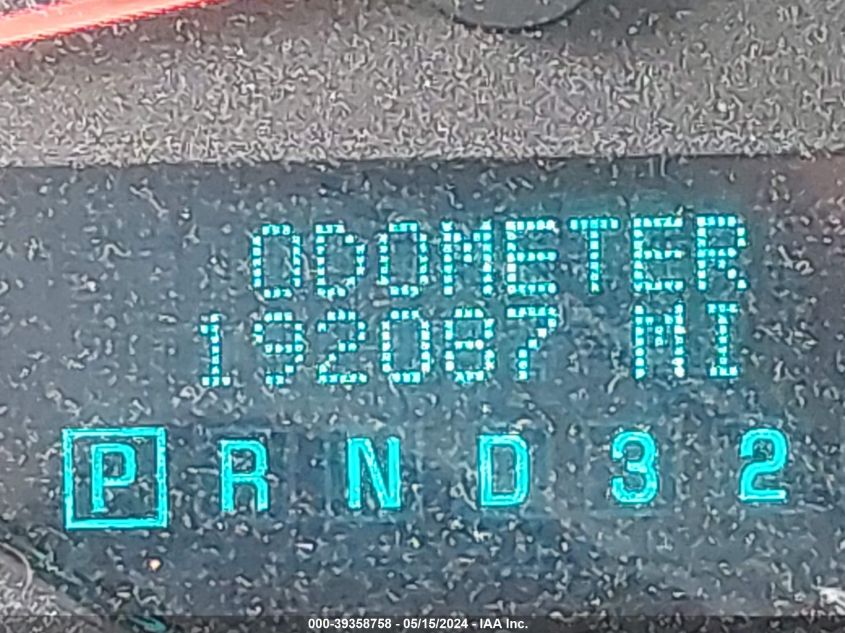 ODOMETER
192087 MI
P R N D 3 2
000-39358758 - 05/15/2024 - IAA Inc.